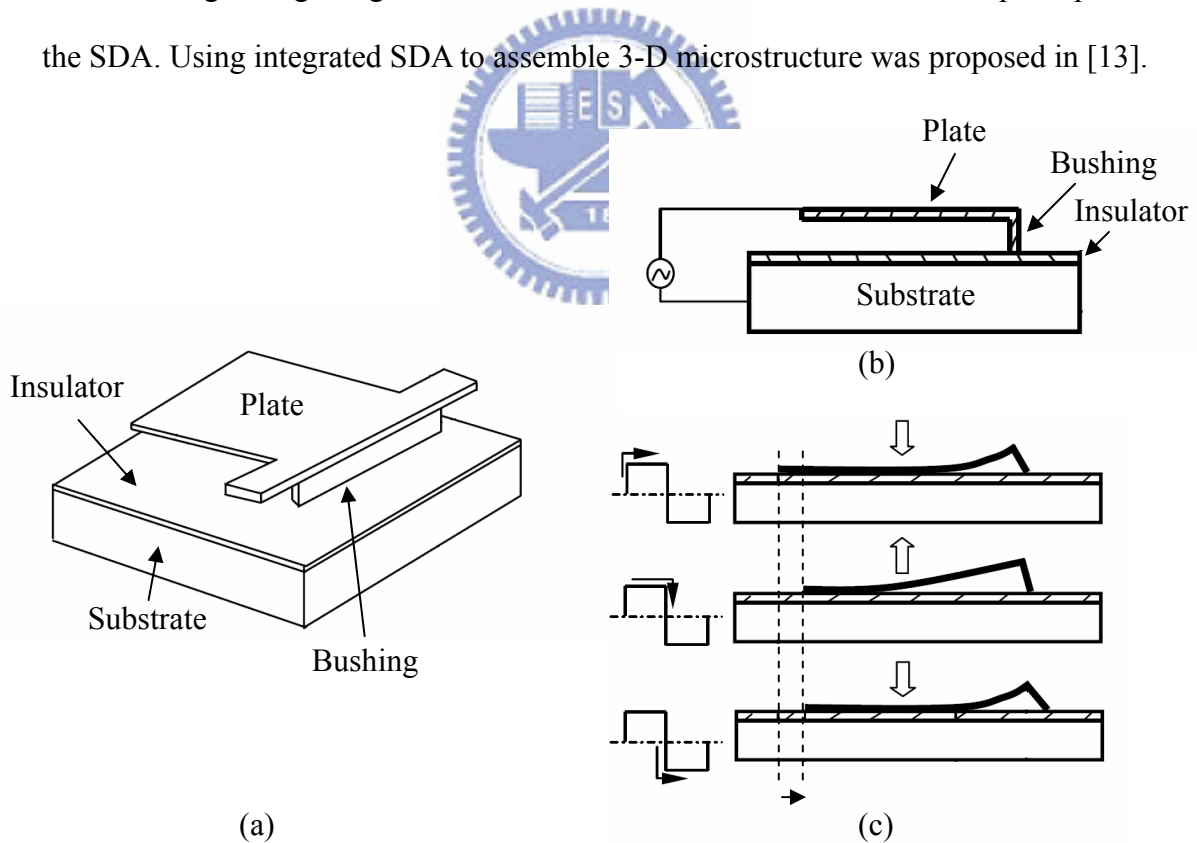 the SDA. Using integrated SDA to assemble 3-D microstructure was proposed in [13].
E S A
18
Plate
Bushing
Insulator
Substrate
(b)
Insulator
Plate
Substrate
Bushing
(a)
(c)